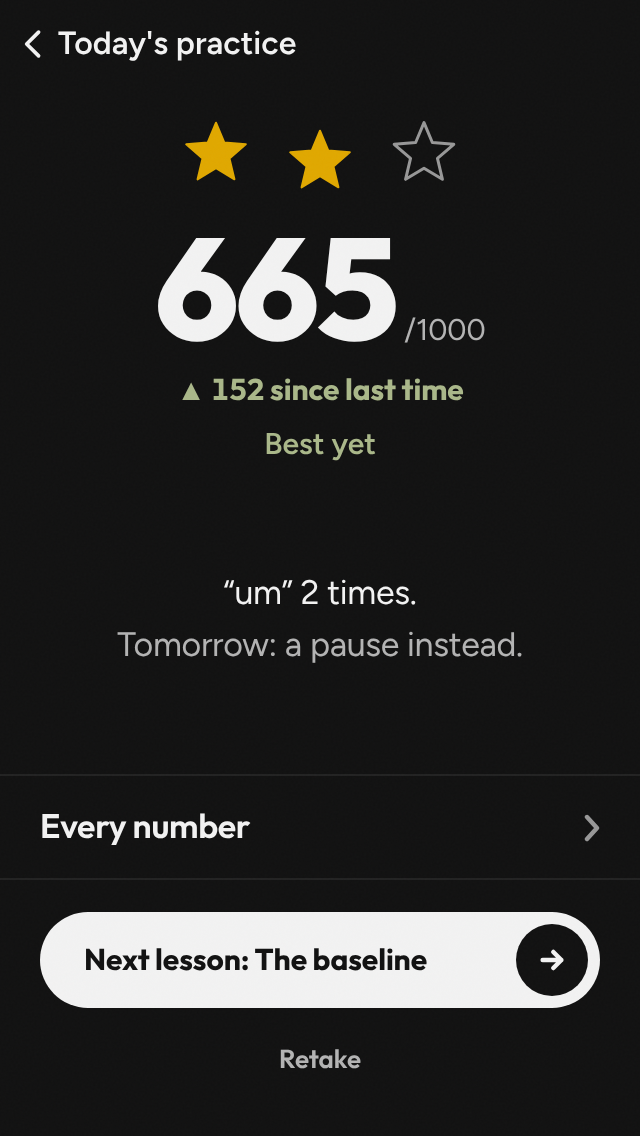 Today's practice
665 /1000
▲ 152 since last time
Best yet
“um” 2 times.
Tomorrow: a pause instead.
Every number
Next lesson: The baseline
Retake